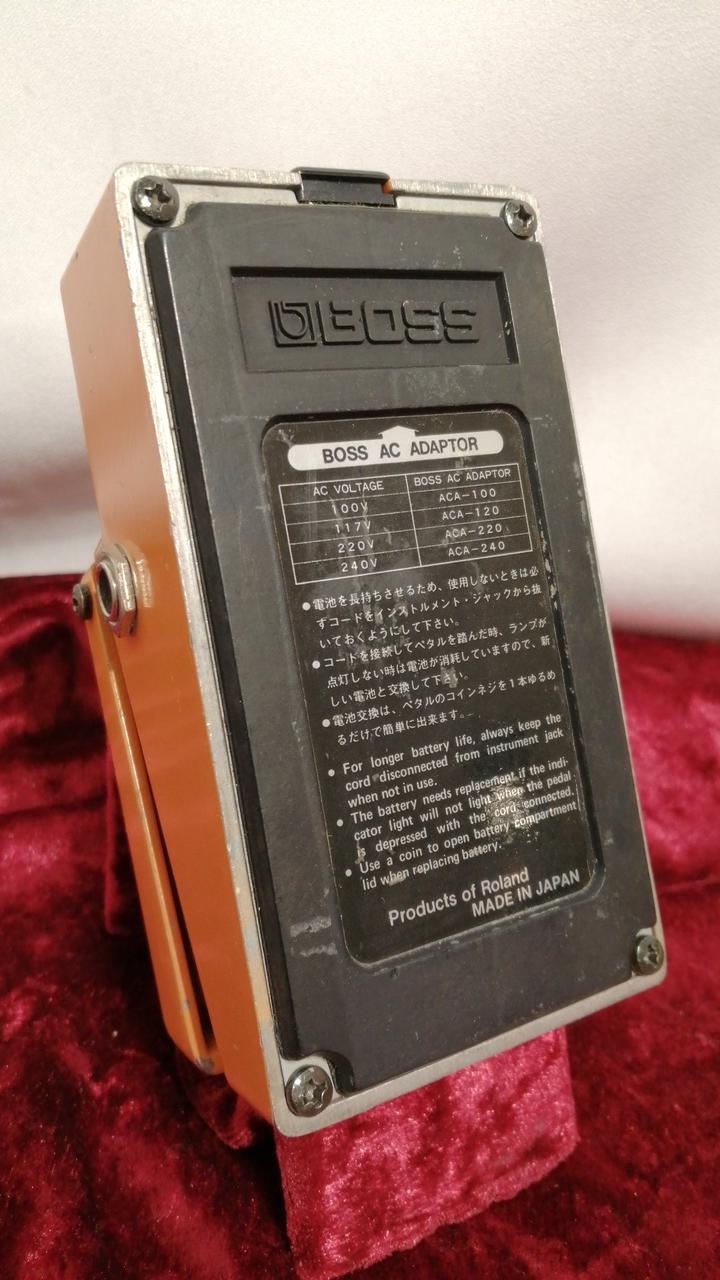 BOSS
BOSS AC ADAPTOR
AC VOLTAGE BOSS AC ADAPTOR
100V ACA-100
117V ACA-120
220V ACA-220
240V ACA-240
●電池を長持ちさせるため、使用しないときは必
ずコードをインストルメント・ジャックから抜
いておくようにして下さい。
●コードを接続してペタルを踏んだ時、ランプが
点灯しない時は電池が消耗していますので、新
しい電池と交換して下さい。
●電池交換は、ペタルのコインネジを1本ゆるめ
るだけで簡単に出来ます。
● For longer battery life, always keep the
cord disconnected from instrument jack
when not in use.
● The battery needs replacement if the indi-
cator light will not light when the pedal
is depressed with the cord connected.
● Use a coin to open battery compartment
lid when replacing battery.
Products of Roland
MADE IN JAPAN